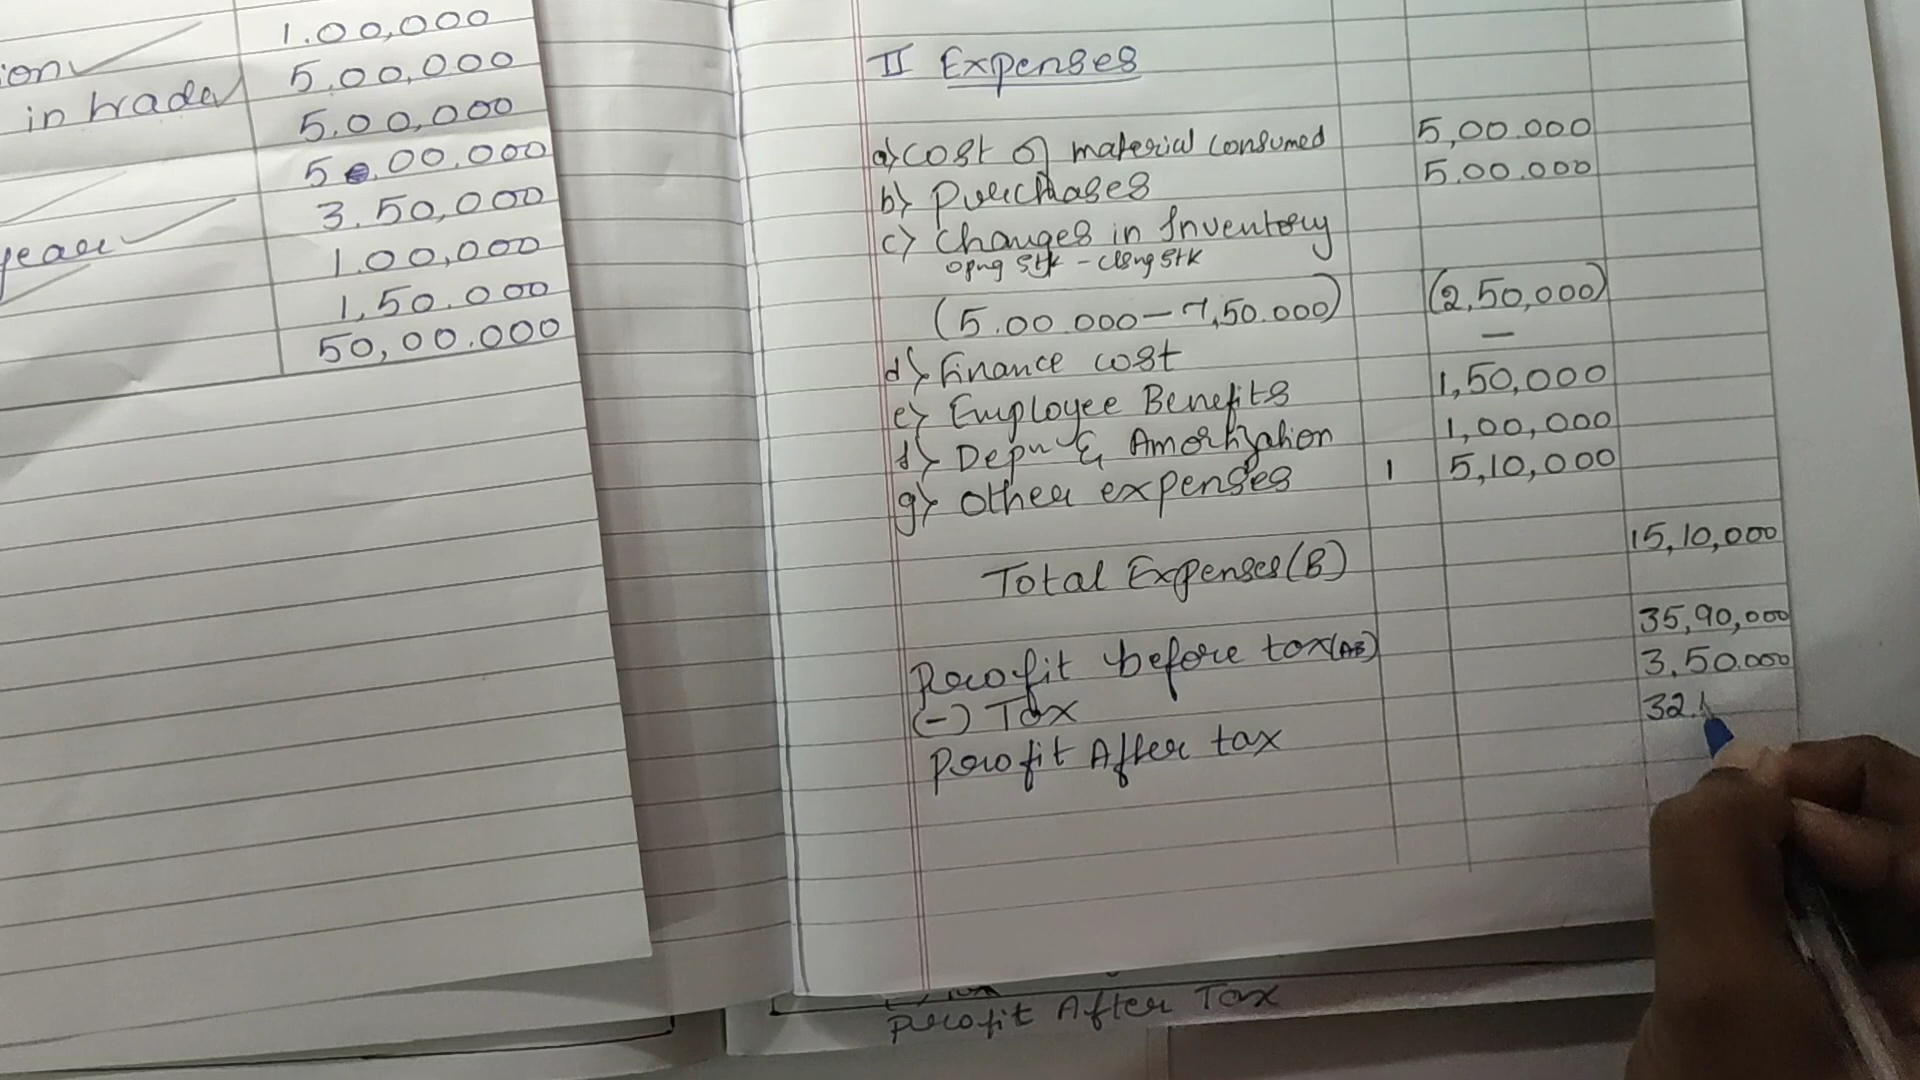 1.00,000
ion
5.00,000
in trade
5.00,000
5 0.00.000
3.50,000
year
1.00,000
1,50.000
50,00.000
II Expenses
a) Cost of material Consumed 5,00.000
b) Purchases 5.00.000
c) Changes in Inventory
opng Stk - clsng Stk
(5.00.000 - 7,50.000) (2,50,000)
d) Finance cost —
e) Employee Benefits 1,50,000
f) Depn & Amortization 1,00,000
g) Other expenses 1 5,10,000
Total Expenses (B) 15,10,000
Profit before tax (AB) 35,90,000
(-) Tax 3,50.000
Profit After tax 32.
Profit After Tax